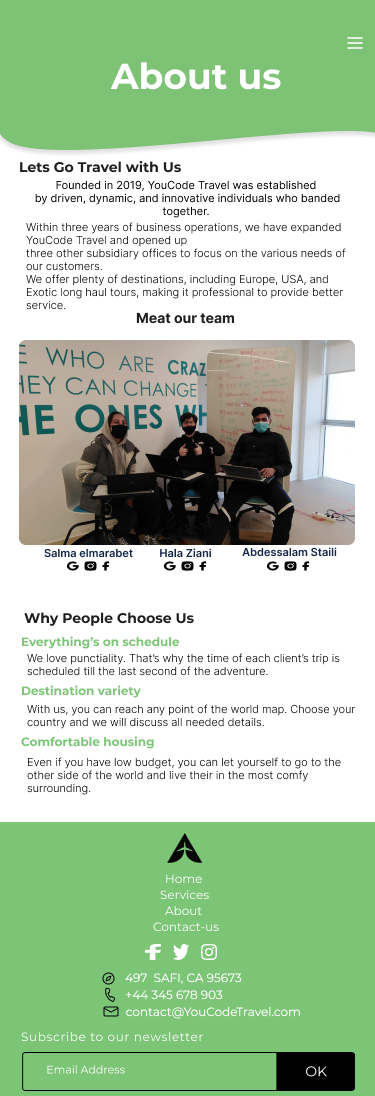 About us
Lets Go Travel with Us
Founded in 2019, YouCode Travel was established
by driven, dynamic, and innovative individuals who banded
together.
Within three years of business operations, we have expanded
YouCode Travel and opened up
three other subsidiary offices to focus on the various needs of
our customers.
We offer plenty of destinations, including Europe, USA, and
Exotic long haul tours, making it professional to provide better
service.
Meat our team
E WHO ARE CRAZ
HEY CAN CHANGE T
HE ONES WH
Salma elmarabet
Hala Ziani
Abdessalam Staili
Why People Choose Us
Everything's on schedule
We love punctiality. That's why the time of each client's trip is
scheduled till the last second of the adventure.
Destination variety
With us, you can reach any point of the world map. Choose your
country and we will discuss all needed details.
Comfortable housing
Even if you have low budget, you can let yourself to go to the
other side of the world and live their in the most comfy
surrounding.
Home
Services
About
Contact-us
497 SAFI, CA 95673
+44 345 678 903
contact@YouCodeTravel.com
Subscribe to our newsletter
Email Address
OK